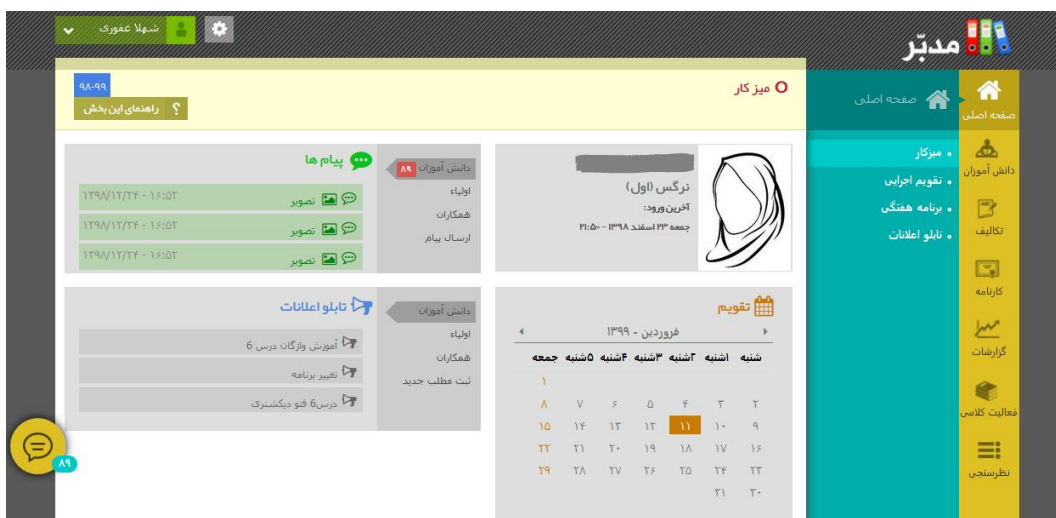 مدبّر
شهلا غفوری
صفحه اصلی
دانش آموزان
تکالیف
کارنامه
گزارشات
فعالیت کلاسی
نظرسنجی
صفحه اصلی
میزکار
تقویم اجرایی
برنامه هفتگی
تابلو اعلانات
میز کار
۹۸-۹۹
راهنمای این بخش ؟
نرگس (اول)
آخرین ورود:
جمعه ۲۳ اسفند ۱۳۹۸ - ۲۱:۵۰
دانش آموزان ۸۹
اولیاء
همکاران
ارسال پیام
پیام ها
تصویر ۱۳۹۸/۱۲/۲۴ - ۱۶:۵۲
تصویر ۱۳۹۸/۱۲/۲۴ - ۱۶:۵۲
تصویر ۱۳۹۸/۱۲/۲۴ - ۱۶:۵۲
تقویم
فروردین - ۱۳۹۹
شنبه ۱شنبه ۲شنبه ۳شنبه ۴شنبه ۵شنبه جمعه
۱
۲ ۳ ۴ ۵ ۶ ۷ ۸
۹ ۱۰ ۱۱ ۱۲ ۱۳ ۱۴ ۱۵
۱۶ ۱۷ ۱۸ ۱۹ ۲۰ ۲۱ ۲۲
۲۳ ۲۴ ۲۵ ۲۶ ۲۷ ۲۸ ۲۹
۳۰ ۳۱
دانش آموزان
اولیاء
همکاران
ثبت مطلب جدید
تابلو اعلانات
آموزش واژگان درس 6
تغییر برنامه
درس6 فتو دیکشنری
۸۹